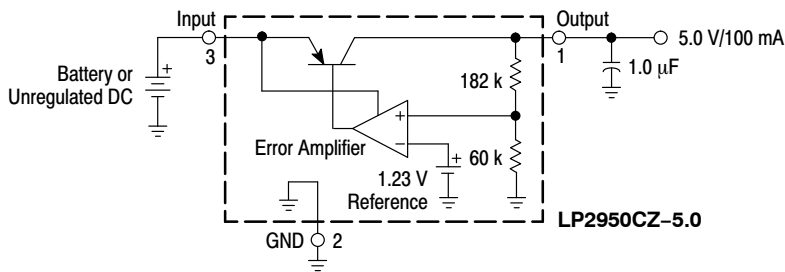 Input
3
Output
1
5.0 V/100 mA
1.0 µF
Battery or
Unregulated DC
+
182 k
Error Amplifier
+
−
60 k
+
1.23 V
Reference
LP2950CZ−5.0
GND 2